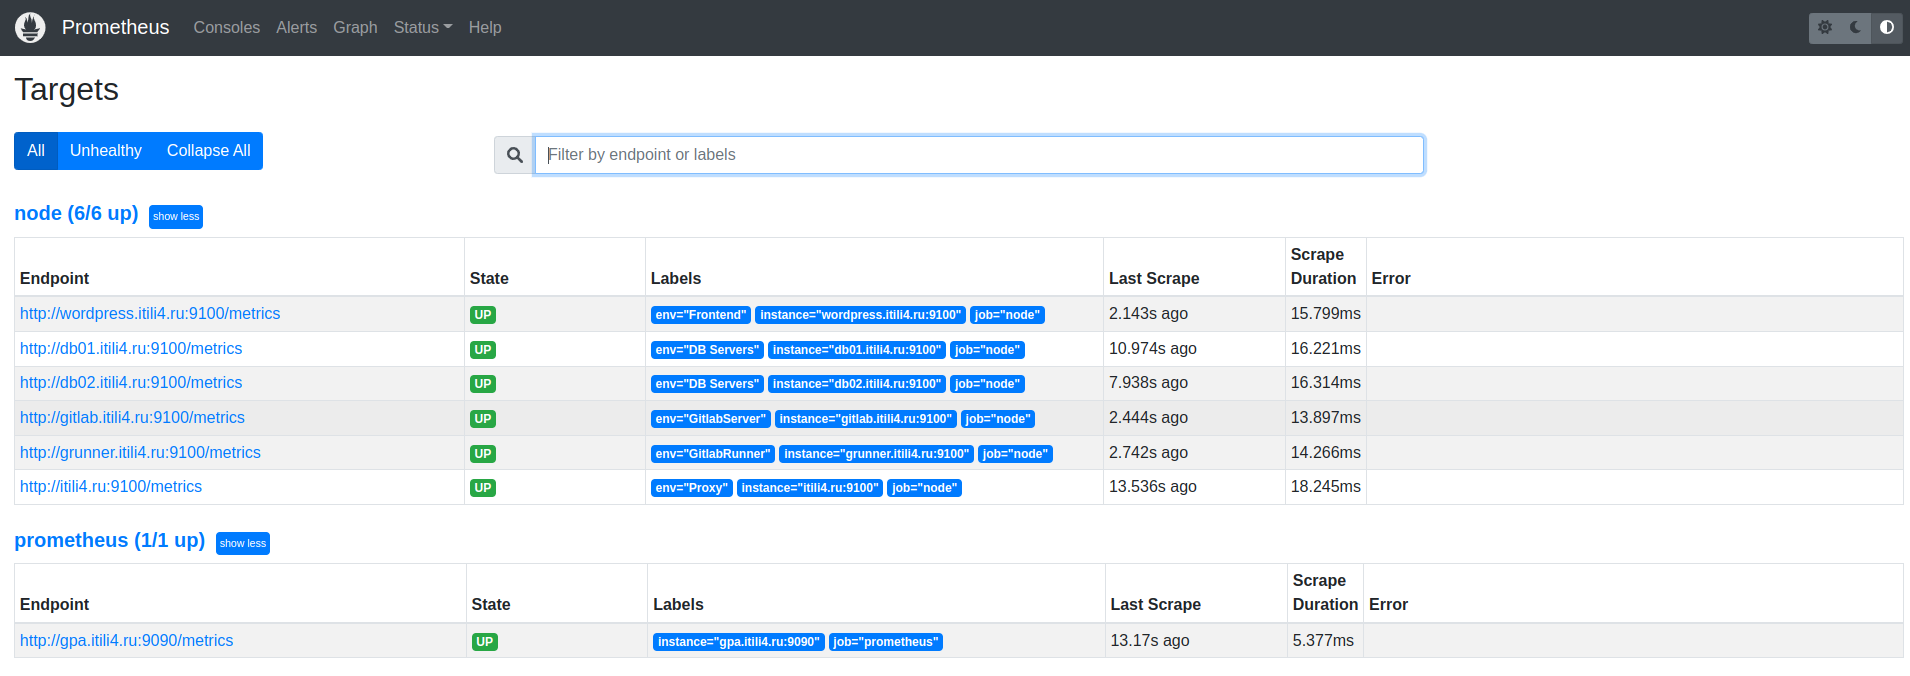 Prometheus Consoles Alerts Graph Status Help
Targets
All Unhealthy Collapse All
Filter by endpoint or labels
node (6/6 up) show less
Endpoint State Labels Last Scrape Scrape Duration Error
http://wordpress.itili4.ru:9100/metrics UP env="Frontend" instance="wordpress.itili4.ru:9100" job="node" 2.143s ago 15.799ms
http://db01.itili4.ru:9100/metrics UP env="DB Servers" instance="db01.itili4.ru:9100" job="node" 10.974s ago 16.221ms
http://db02.itili4.ru:9100/metrics UP env="DB Servers" instance="db02.itili4.ru:9100" job="node" 7.938s ago 16.314ms
http://gitlab.itili4.ru:9100/metrics UP env="GitlabServer" instance="gitlab.itili4.ru:9100" job="node" 2.444s ago 13.897ms
http://grunner.itili4.ru:9100/metrics UP env="GitlabRunner" instance="grunner.itili4.ru:9100" job="node" 2.742s ago 14.266ms
http://itili4.ru:9100/metrics UP env="Proxy" instance="itili4.ru:9100" job="node" 13.536s ago 18.245ms
prometheus (1/1 up) show less
Endpoint State Labels Last Scrape Scrape Duration Error
http://gpa.itili4.ru:9090/metrics UP instance="gpa.itili4.ru:9090" job="prometheus" 13.17s ago 5.377ms